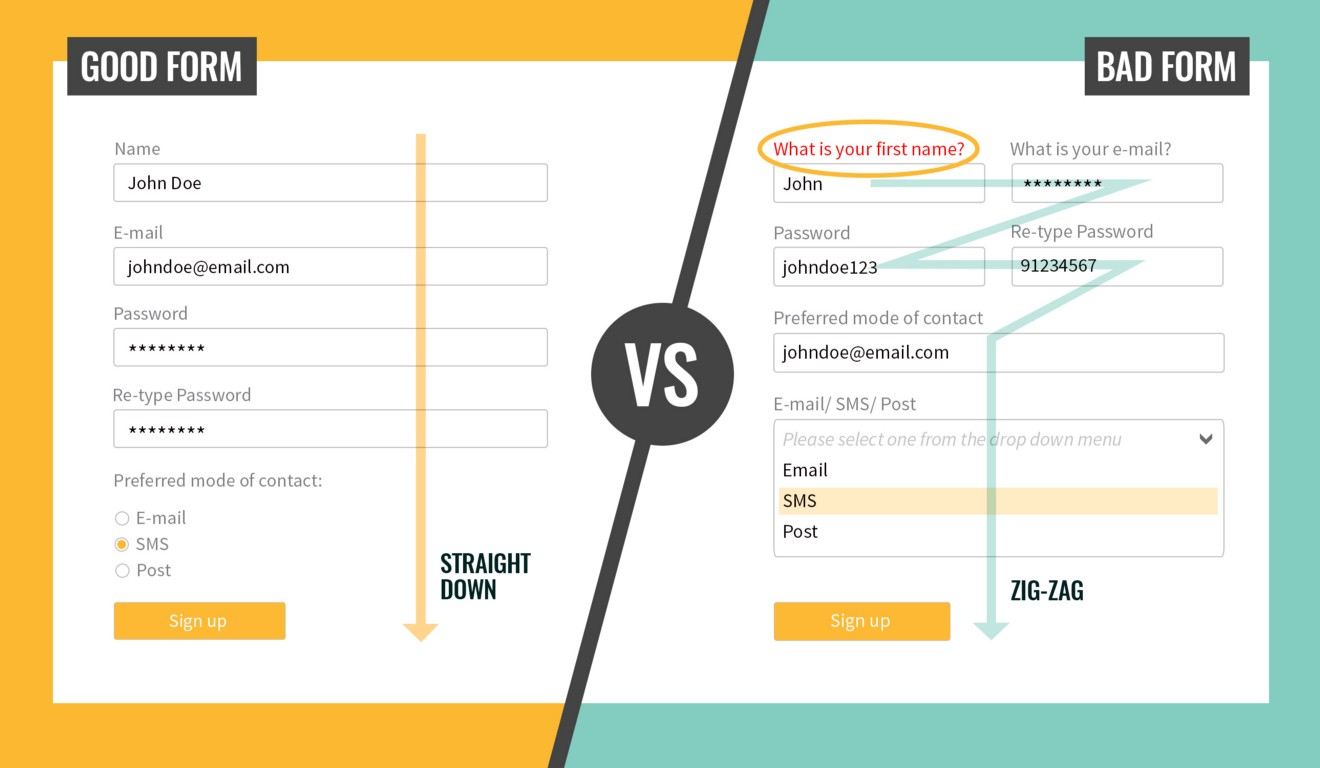 GOOD FORM
Name
John Doe
E-mail
johndoe@email.com
Password
********
Re-type Password
********
Preferred mode of contact:
E-mail
SMS
Post
Sign up
STRAIGHT
DOWN
VS
BAD FORM
What is your first name?
John
What is your e-mail?
********
Password
johndoe123
Re-type Password
91234567
Preferred mode of contact
johndoe@email.com
E-mail/ SMS/ Post
Please select one from the drop down menu
Email
SMS
Post
Sign up
ZIG-ZAG